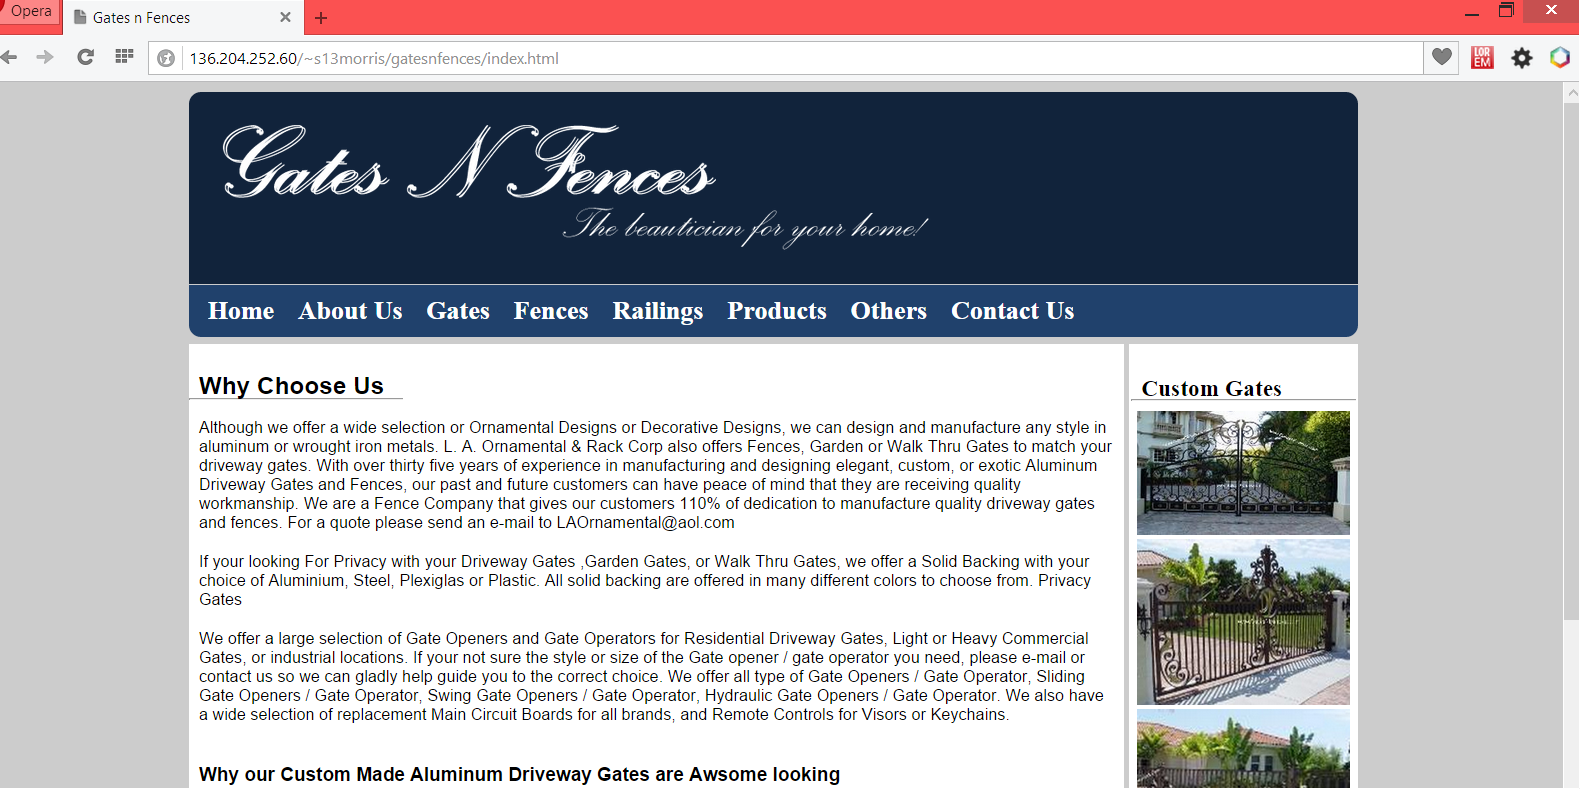 Opera
Gates n Fences
136.204.252.60/~s13morris/gatesnfences/index.html
LOR
EM
Gates N Fences
The beautician for your home!
Home About Us Gates Fences Railings Products Others Contact Us
Why Choose Us
Although we offer a wide selection or Ornamental Designs or Decorative Designs, we can design and manufacture any style in
aluminum or wrought iron metals. L. A. Ornamental & Rack Corp also offers Fences, Garden or Walk Thru Gates to match your
driveway gates. With over thirty five years of experience in manufacturing and designing elegant, custom, or exotic Aluminum
Driveway Gates and Fences, our past and future customers can have peace of mind that they are receiving quality
workmanship. We are a Fence Company that gives our customers 110% of dedication to manufacture quality driveway gates
and fences. For a quote please send an e-mail to LAOrnamental@aol.com
If your looking For Privacy with your Driveway Gates ,Garden Gates, or Walk Thru Gates, we offer a Solid Backing with your
choice of Aluminium, Steel, Plexiglas or Plastic. All solid backing are offered in many different colors to choose from. Privacy
Gates
We offer a large selection of Gate Openers and Gate Operators for Residential Driveway Gates, Light or Heavy Commercial
Gates, or industrial locations. If your not sure the style or size of the Gate opener / gate operator you need, please e-mail or
contact us so we can gladly help guide you to the correct choice. We offer all type of Gate Openers / Gate Operator, Sliding
Gate Openers / Gate Operator, Swing Gate Openers / Gate Operator, Hydraulic Gate Openers / Gate Operator. We also have
a wide selection of replacement Main Circuit Boards for all brands, and Remote Controls for Visors or Keychains.
Why our Custom Made Aluminum Driveway Gates are Awsome looking
Custom Gates